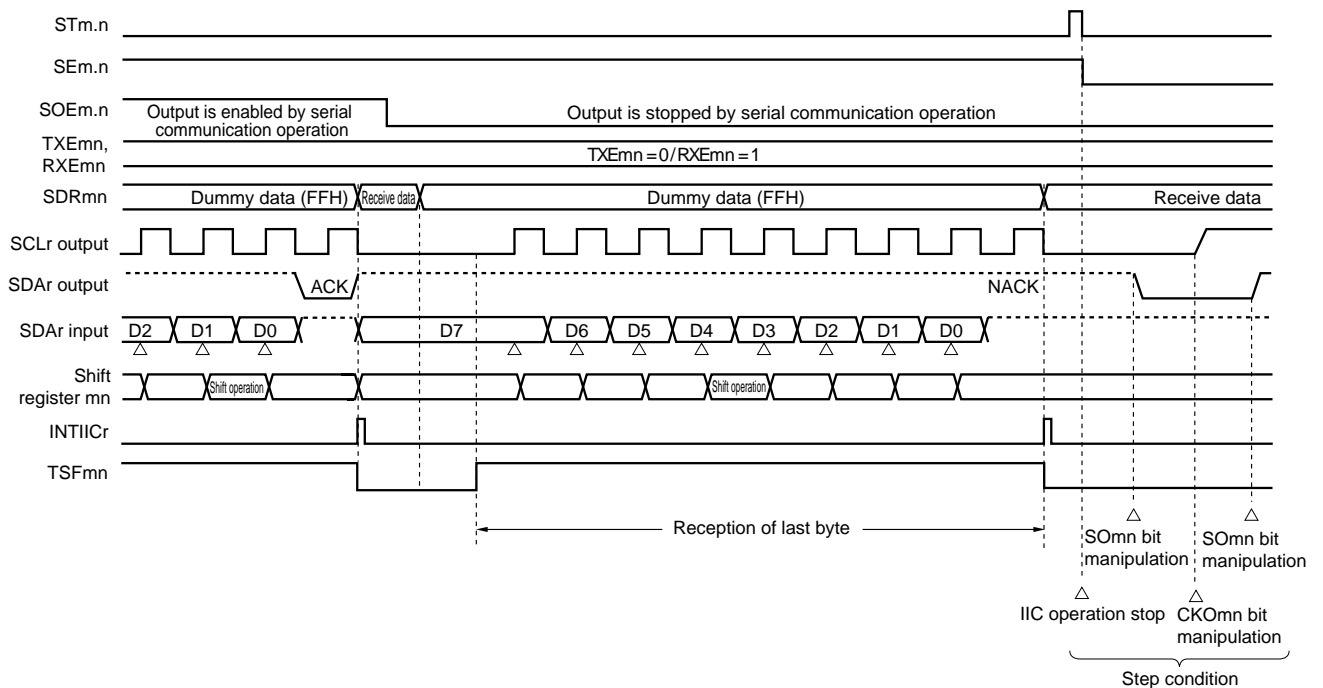 STm.n
SEm.n
SOEm.n
Output is enabled by serial
communication operation
Output is stopped by serial communication operation
TXEmn,
RXEmn
TXEmn=0/RXEmn=1
SDRmn
Dummy data (FFH)
Receive data
Dummy data (FFH)
Receive data
SCLr output
SDAr output
ACK
NACK
SDAr input
D2
D1
D0
D7
D6
D5
D4
D3
D2
D1
D0
Shift
register mn
Shift operation
Shift operation
INTIICr
TSFmn
Reception of last byte
SOmn bit
manipulation
SOmn bit
manipulation
IIC operation stop
CKOmn bit
manipulation
Step condition